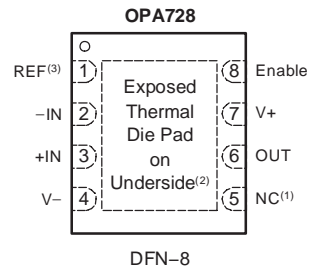 OPA728
REF(3) 1 8 Enable
−IN 2 7 V+
+IN 3 6 OUT
V− 4 5 NC(1)
Exposed
Thermal
Die Pad
on
Underside(2)
DFN−8